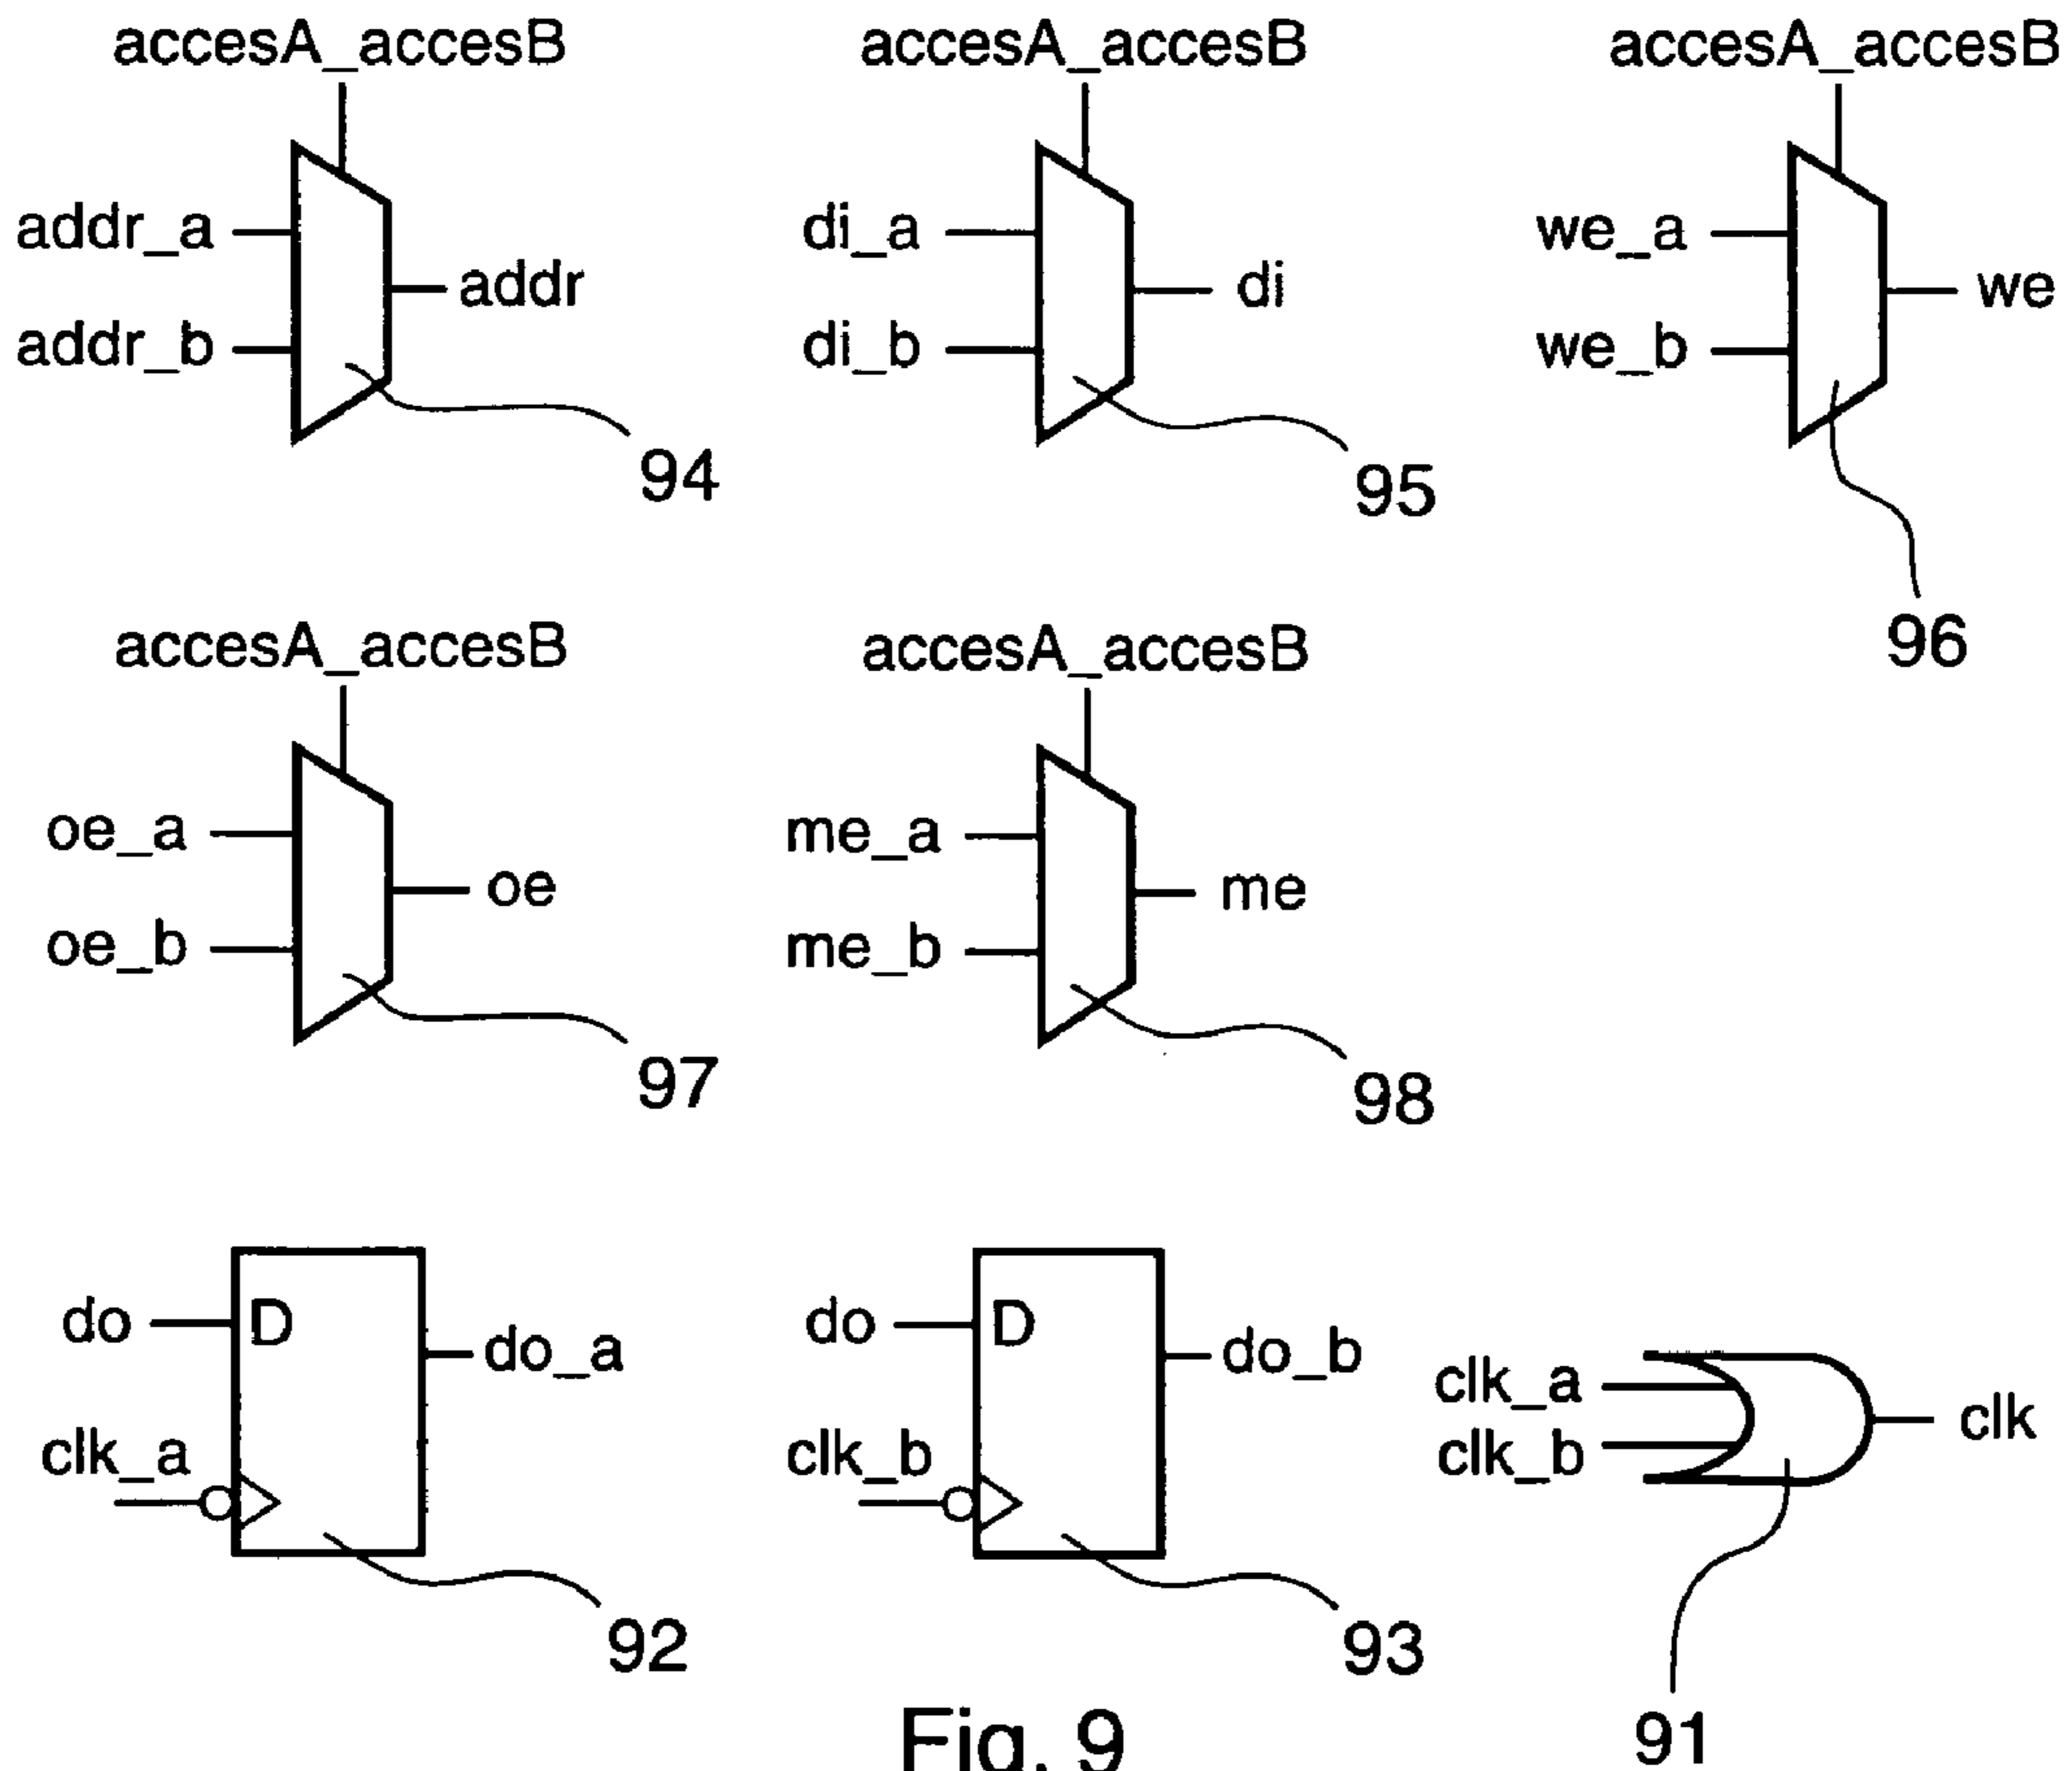 accesA_accesB
addr_a
addr
addr_b
94
accesA_accesB
di_a
di
di_b
95
accesA_accesB
we_a
we
we_b
96
accesA_accesB
oe_a
oe
oe_b
97
accesA_accesB
me_a
me
me_b
98
do
D
do_a
clk_a
92
do
D
do_b
clk_b
93
clk_a
clk
clk_b
91
Fig. 9